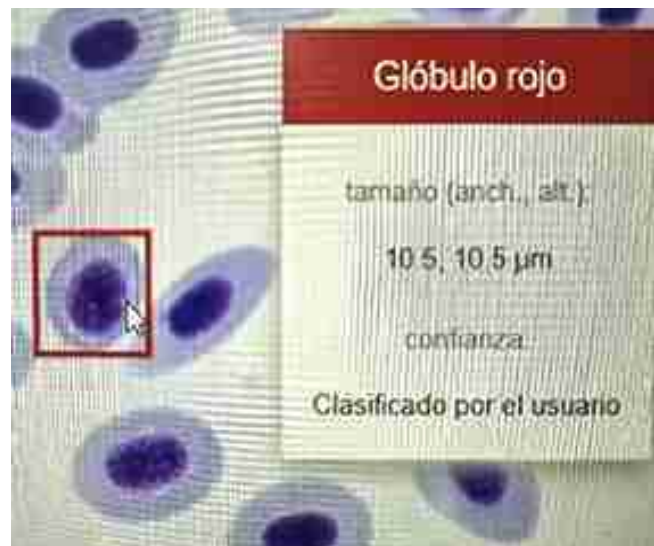 Glóbulo rojo
tamaño (anch., alt.):
10 5, 10 5 µm
confianza:
Clasificado por el usuario